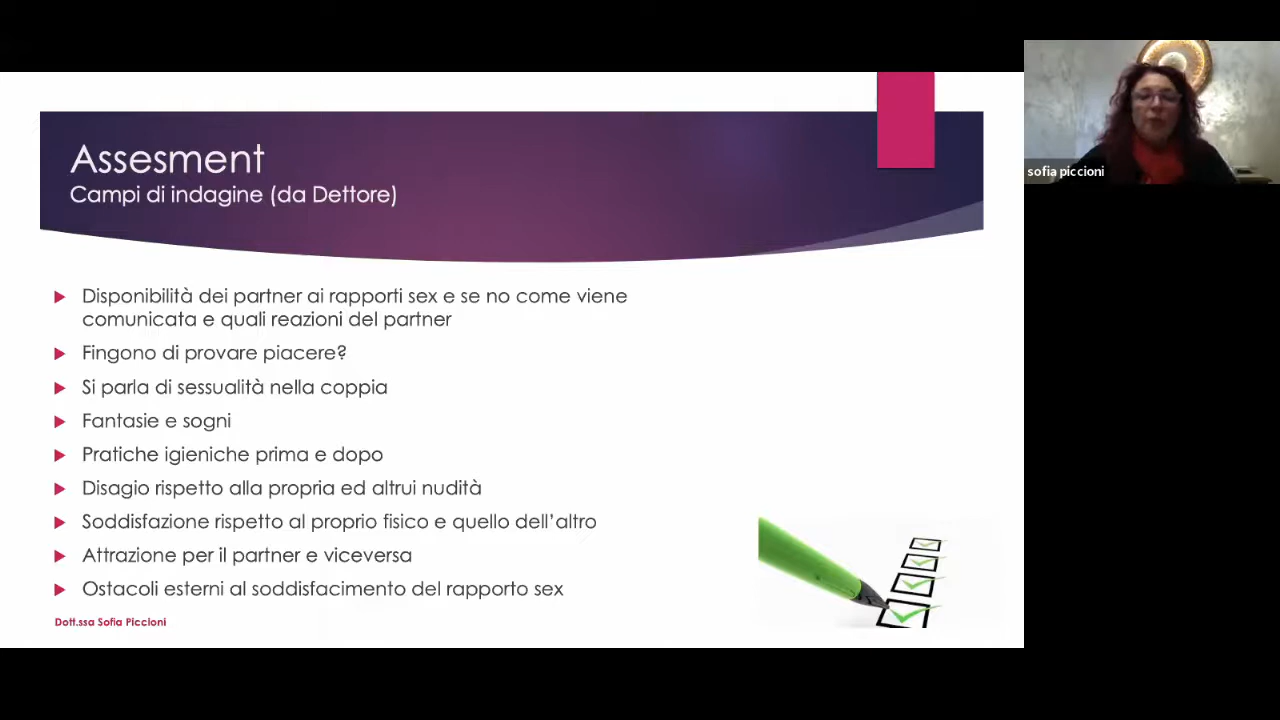 Assesment
Campi di indagine (da Dettore)
sofia piccioni
Disponibilità dei partner ai rapporti sex e se no come viene
comunicata e quali reazioni del partner
Fingono di provare piacere?
Si parla di sessualità nella coppia
Fantasie e sogni
Pratiche igieniche prima e dopo
Disagio rispetto alla propria ed altrui nudità
Soddisfazione rispetto al proprio fisico e quello dell’altro
Attrazione per il partner e viceversa
Ostacoli esterni al soddisfacimento del rapporto sex
Dott.ssa Sofia Piccioni